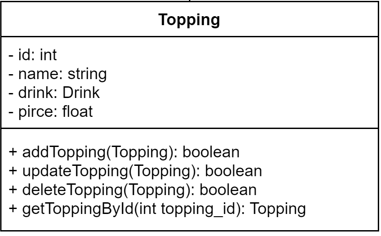 Topping
- id: int
- name: string
- drink: Drink
- pirce: float
+ addTopping(Topping): boolean
+ updateTopping(Topping): boolean
+ deleteTopping(Topping): boolean
+ getToppingById(int topping_id): Topping